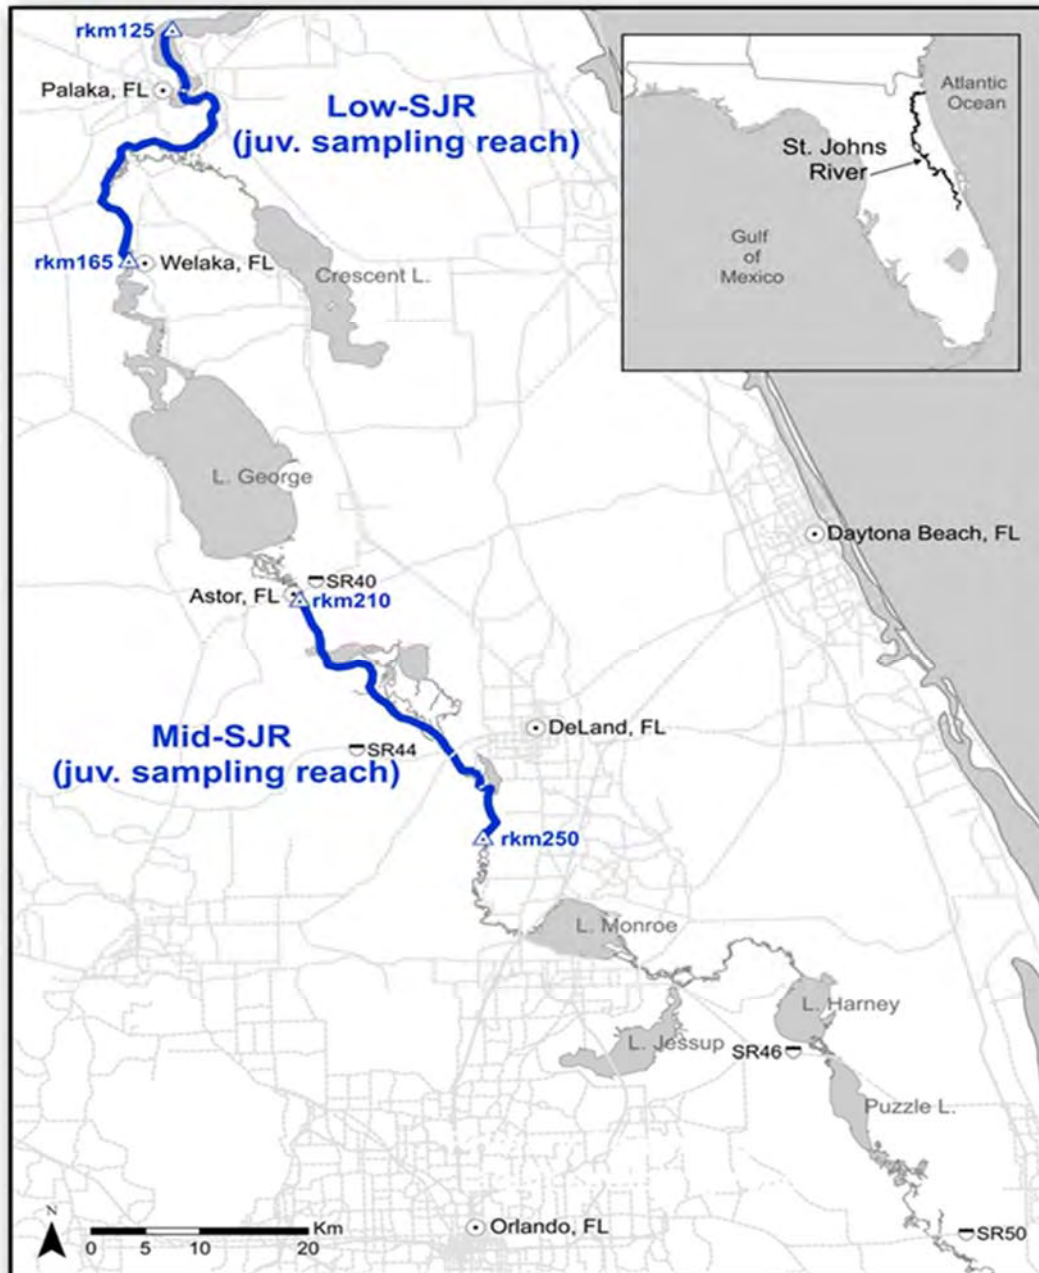 rkm125
Palaka, FL
Low-SJR
(juv. sampling reach)
Atlantic
Ocean
St. Johns
River
Gulf
of
Mexico
rkm165
Welaka, FL
Crescent L.
L. George
Daytona Beach, FL
SR40
Astor, FL
rkm210
Mid-SJR
(juv. sampling reach)
SR44
DeLand, FL
rkm250
L. Monroe
L. Harney
L. Jessup
SR46
Puzzle L.
N
Km
0 5 10 20
Orlando, FL
SR50